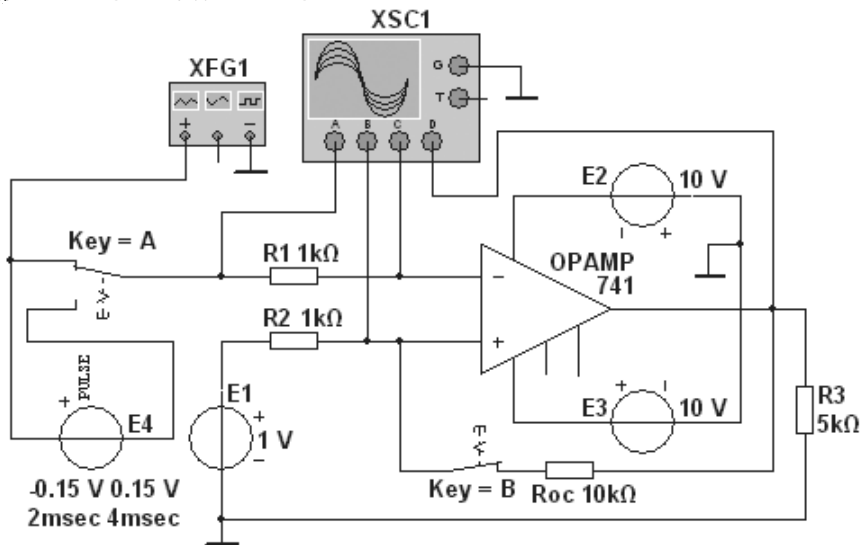 XSC1
XFG1
G
T
A B C D
+ −
E2 10 V
− +
Key = A
R1 1kΩ
OPAMP
741
−
R2 1kΩ
+
PULSE
+
E4
E1
+
1 V
−
+ −
E3 10 V
R3
5kΩ
-0.15 V 0.15 V
2msec 4msec
Key = B
Roc 10kΩ